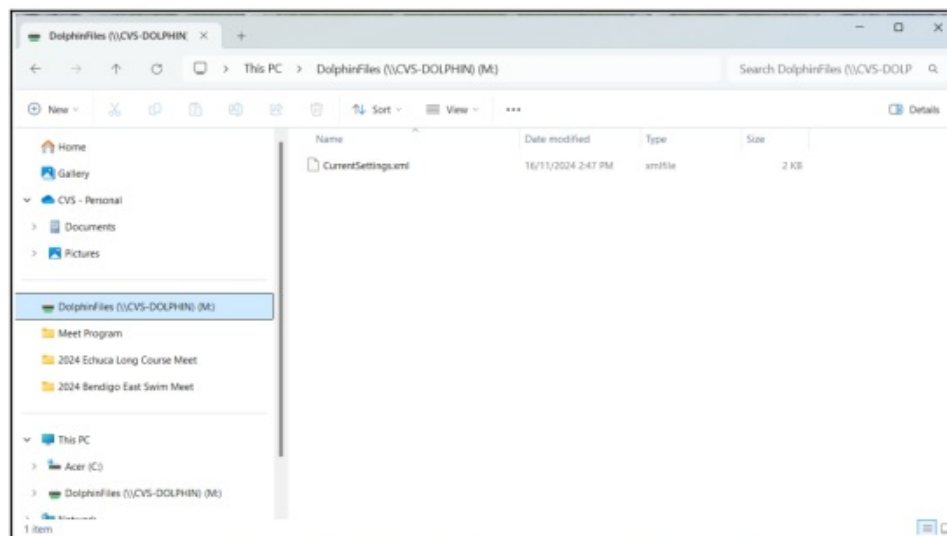 DolphinFiles (\\CVS-DOLPHIN)
This PC > DolphinFiles (\\CVS-DOLPHIN) (M:)
Search DolphinFiles (\\CVS-DOLP
New
Sort
View
Details
Name
Date modified
Type
Size
CurrentSettings.xml
16/11/2024 2:47 PM
xmlfile
2 KB
Home
Gallery
CVS - Personal
Documents
Pictures
DolphinFiles (\\CVS-DOLPHIN) (M:)
Meet Program
2024 Echuca Long Course Meet
2024 Bendigo East Swim Meet
This PC
Acer (C:)
DolphinFiles (\\CVS-DOLPHIN) (M:)
Network
1 item